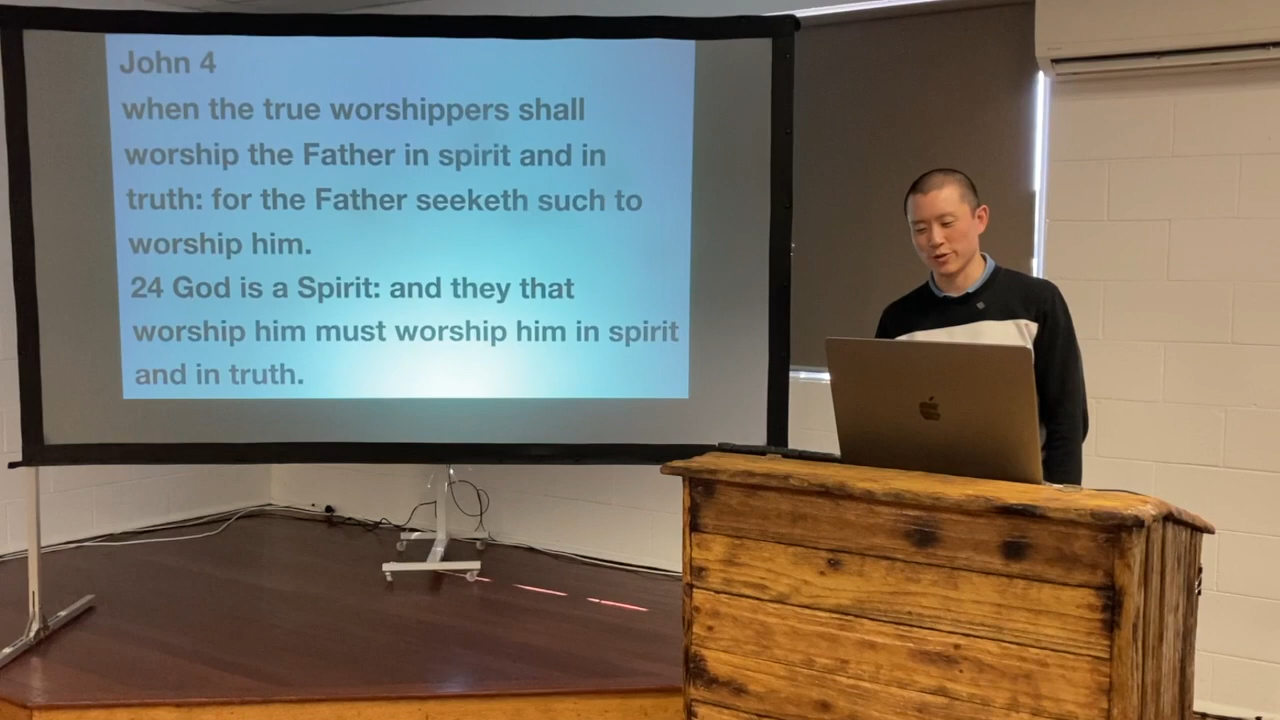 John 4
when the true worshippers shall
worship the Father in spirit and in
truth: for the Father seeketh such to
worship him.
24 God is a Spirit: and they that
worship him must worship him in spirit
and in truth.